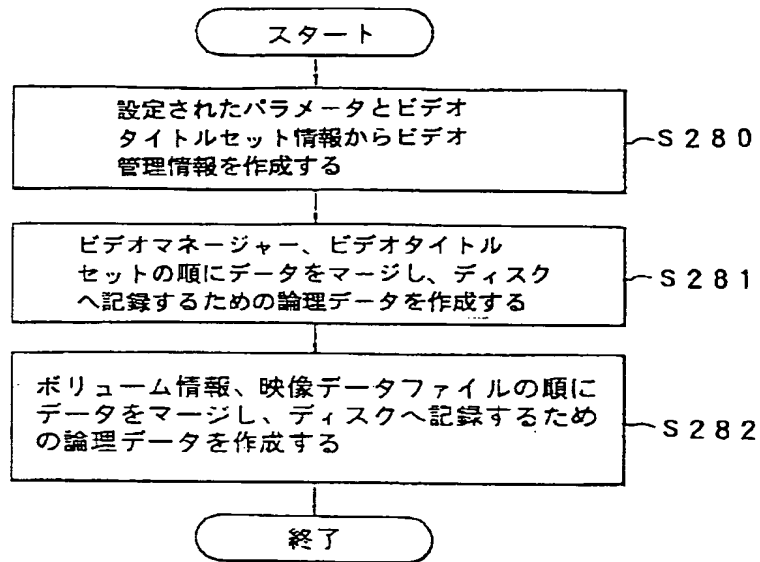 スタート
設定されたパラメータとビデオ
タイトルセット情報からビデオ
管理情報を作成する
S280
ビデオマネージャー、ビデオタイトル
セットの順にデータをマージし、ディスク
へ記録するための論理データを作成する
S281
ボリューム情報、映像データファイルの順に
データをマージし、ディスクへ記録するため
の論理データを作成する
S282
終了